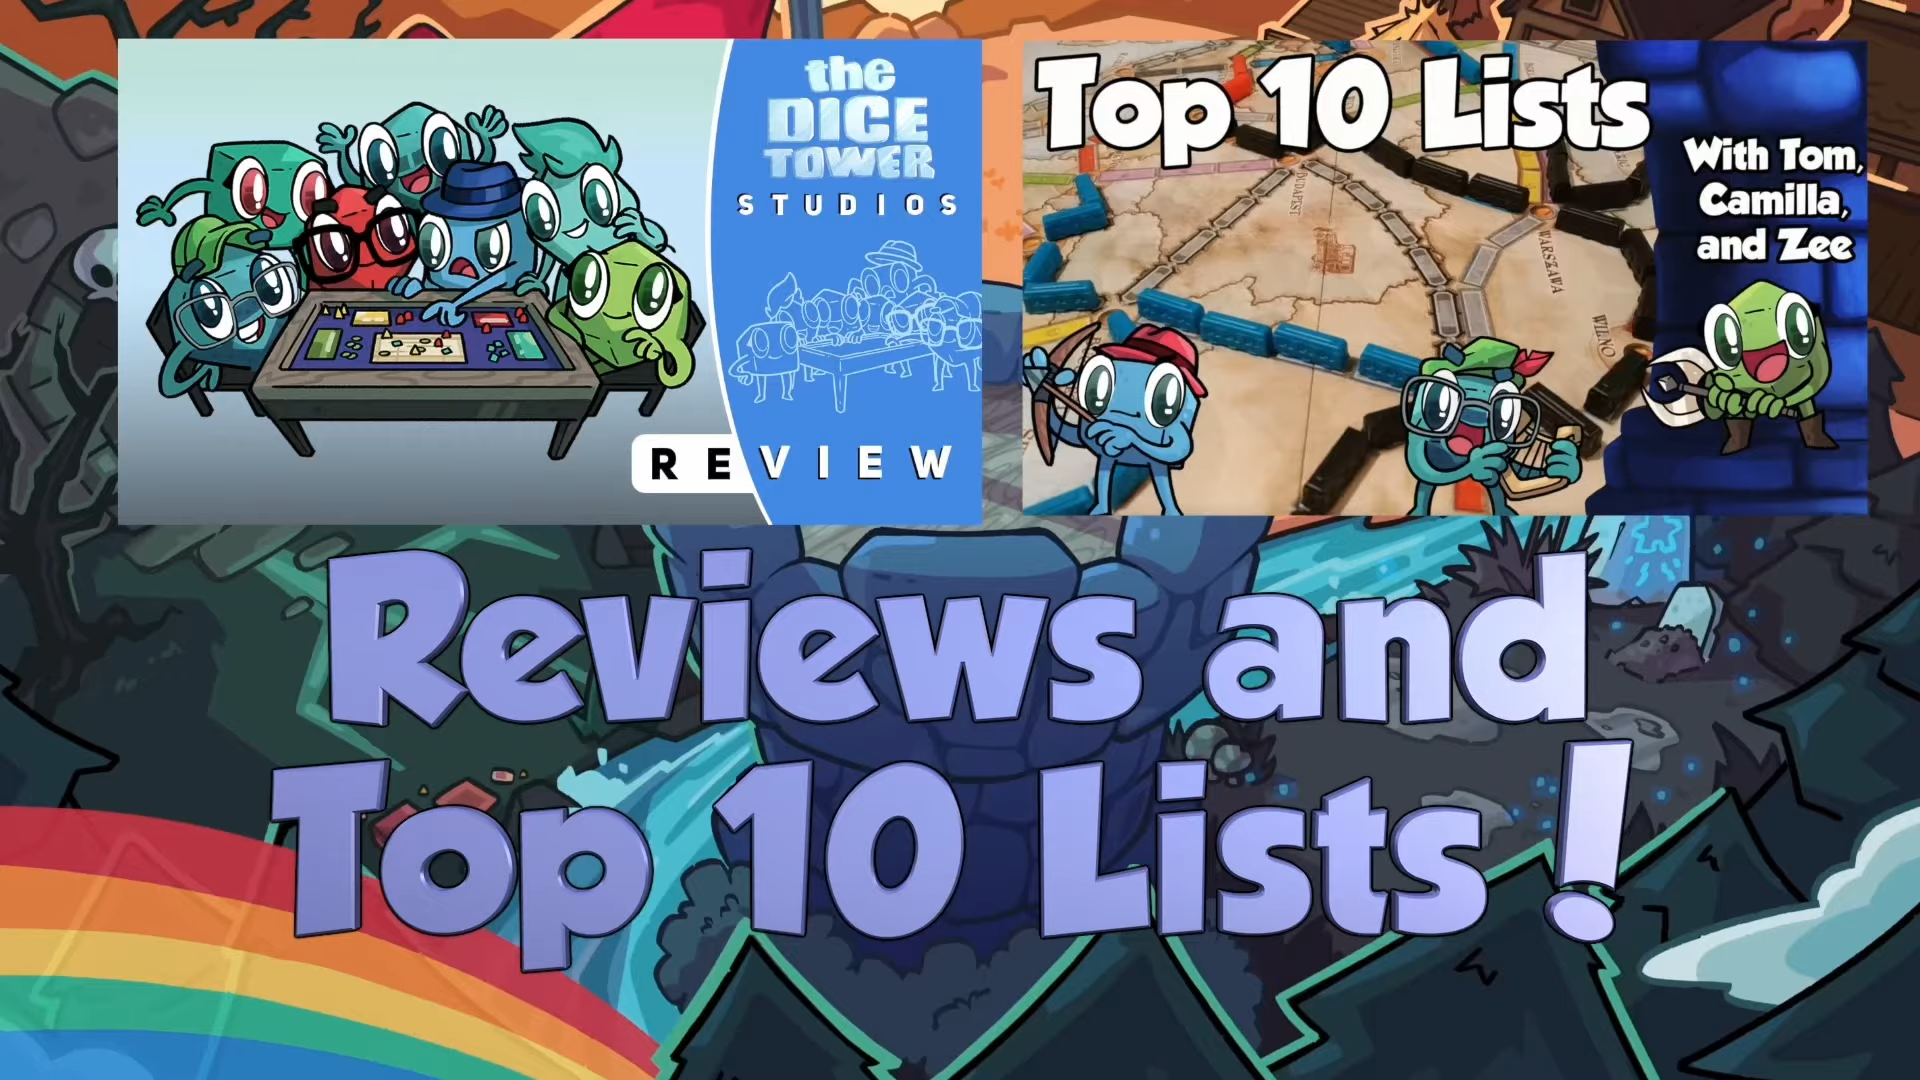 the
DICE
TOWER
STUDIOS
REVIEW
Top 10 Lists
With Tom,
Camilla,
and Zee
BUDAPEST
WARSZAWA
WILNO
Reviews and
Top 10 Lists!